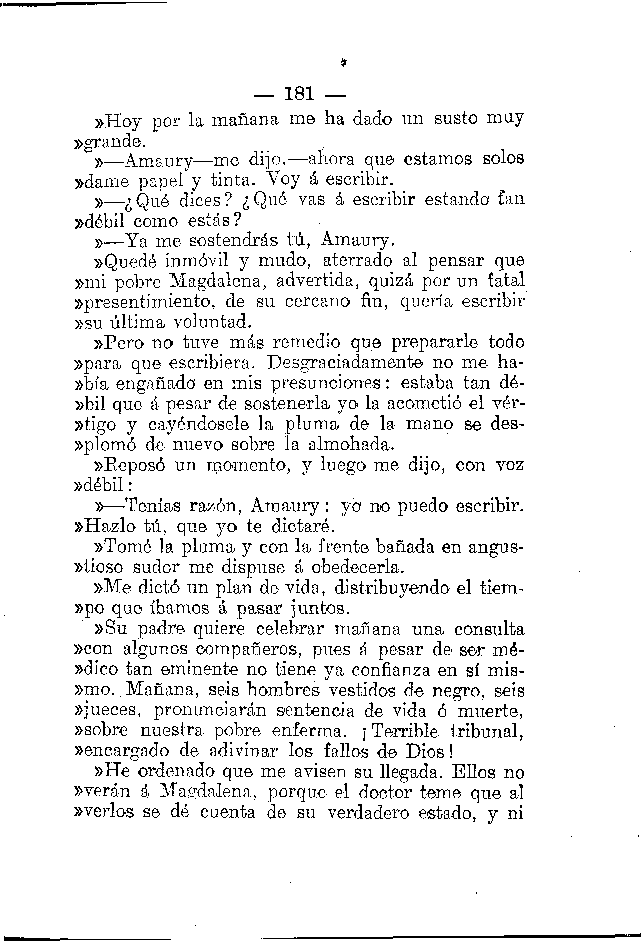 — 181 —
».Hoy por la mañana me ha dado un susto muy
»grande.
»—Amaury—me dijo.—ahora que estamos solos
»dame papel y tinta. Voy á escribir.
»—¿Qué dices? ¿Qué vas á escribir estando tan
»débil como estás?
»—Ya me sostendrás tú, Amaury.
»Quedé inmóvil y mudo, aterrado al pensar que
»mi pobre Magdalena, advertida, quizá por un fatal
»presentimiento, de su cercano fin, quería escribir
»su última voluntad.
»Pero no tuve más remedio que prepararle todo
»para que escribiera. Desgraciadamente no me ha-
»bía engañado en mis presunciones: estaba tan dé-
»bil que á pesar de sostenerla yo la acometió el vér-
»tigo y cayéndosele la pluma de la mano se des-
»plomó de nuevo sobre la almohada.
»Reposó un momento, y luego me dijo, con voz
»débil:
»—Tenías razón, Amaury: yo no puedo escribir.
»Hazlo tú, que yo te dictaré.
»Tomé la pluma y con la frente bañada en angus-
»tioso sudor me dispuse á obedecerla.
»Me dictó un plan de vida, distribuyendo el tiem-
»po que íbamos á pasar juntos.
»Su padre quiere celebrar mañana una consulta
»con algunos compañeros, pues á pesar de ser mé-
»dico tan eminente no tiene ya confianza en sí mis-
»mo. Mañana, seis hombres vestidos de negro, seis
»jueces, pronunciarán sentencia de vida ó muerte,
»sobre nuestra pobre enferma. ¡Terrible tribunal,
»encargado de adivinar los fallos de Dios!
»He ordenado que me avisen su llegada. Ellos no
»verán á Magdalena, porque el doctor teme que al
»verlos se dé cuenta de su verdadero estado, y ni